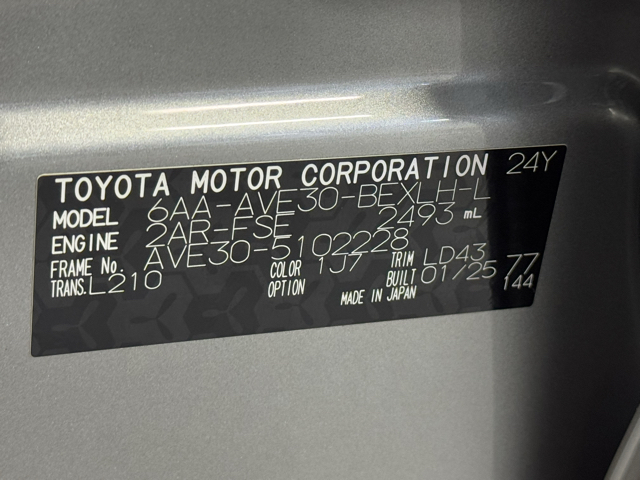 TOYOTA MOTOR CORPORATION 24Y
MODEL 6AA-AVE30-BEXLH-L
ENGINE 2AR-FSE 2493 mL
FRAME No. AVE30-5102228
TRANS. L210 COLOR 1J7 TRIM LD43 77
OPTION BUILT 01/25 144
MADE IN JAPAN